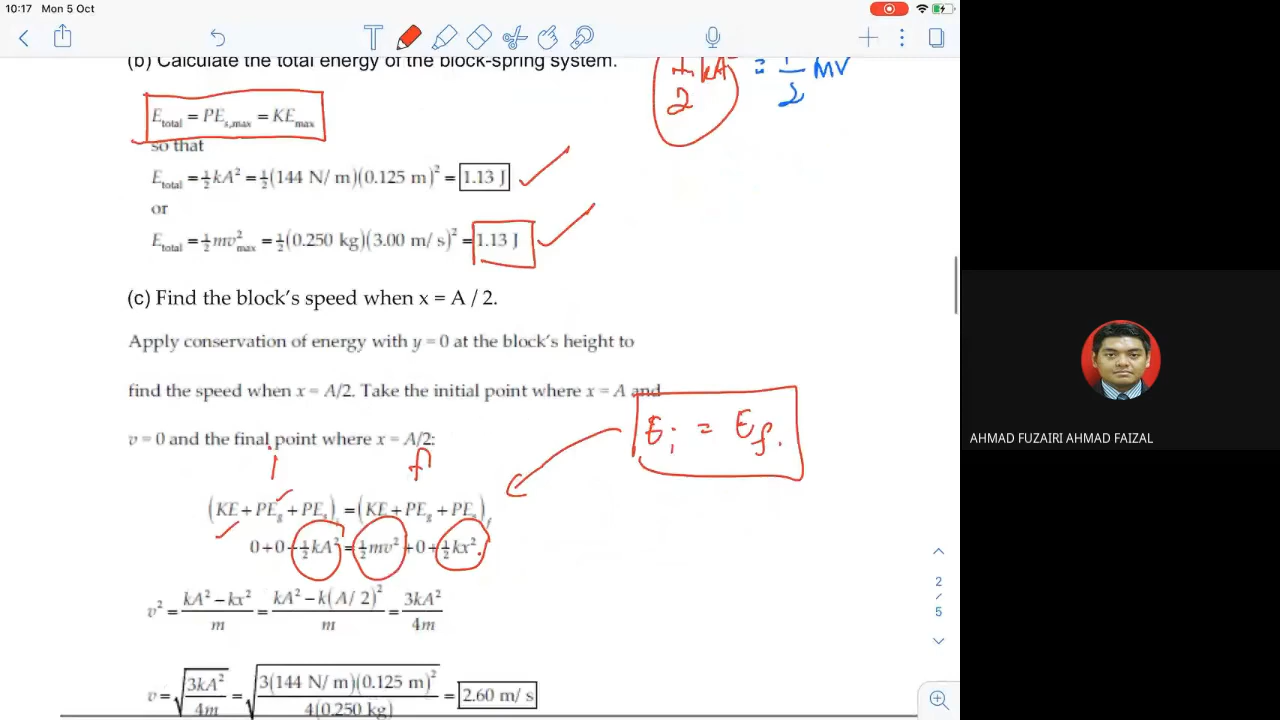 10:17 Mon 5 Oct
(b) Calculate the total energy of the block-spring system.
½ kA² = ½ MV
E_total = PE_s,max = KE_max
so that
E_total = ½kA² = ½(144 N/m)(0.125 m)² = 1.13 J
or
E_total = ½mv²_max = ½(0.250 kg)(3.00 m/s)² = 1.13 J
(c) Find the block's speed when x = A / 2.
Apply conservation of energy with y = 0 at the block's height to
find the speed when x = A/2. Take the initial point where x = A and
v = 0 and the final point where x = A/2:
E_i = E_f.
i f
(KE + PE_g + PE_s)_i = (KE + PE_g + PE_s)_f
0 + 0 + ½kA² = ½mv² + 0 + ½kx².
v² = (kA² − kx²)/m = (kA² − k(A/2)²)/m = 3kA²/4m
v = √(3kA²/4m) = √(3(144 N/m)(0.125 m)²/4(0.250 kg)) = 2.60 m/s
2/5
AHMAD FUZAIRI AHMAD FAIZAL